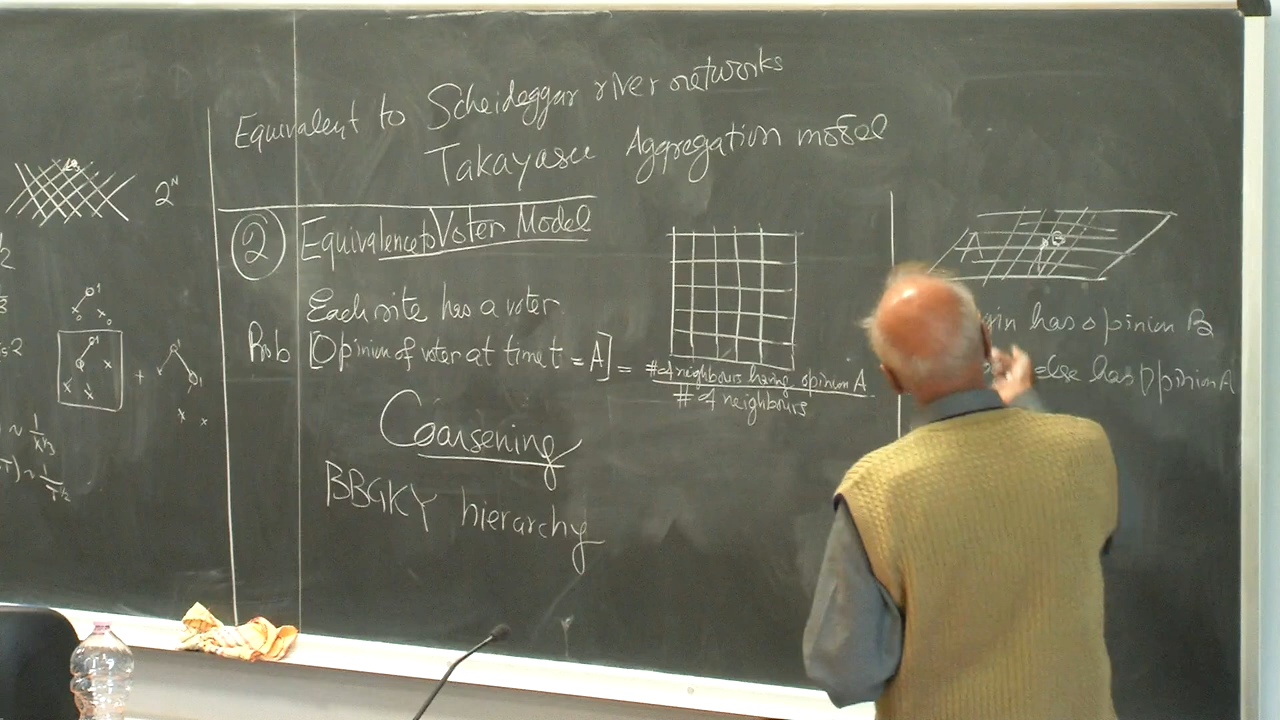 Equivalent to Scheideggar river networks
Takayasu Aggregation model
2^N
② Equivalence to Voter Model
Each site has a voter.
Prob [Opinion of voter at time t = A] = # of neighbours having opinion A
# of neighbours
Coarsening
BBGKY hierarchy
A B
has opinion B
else has opinion A